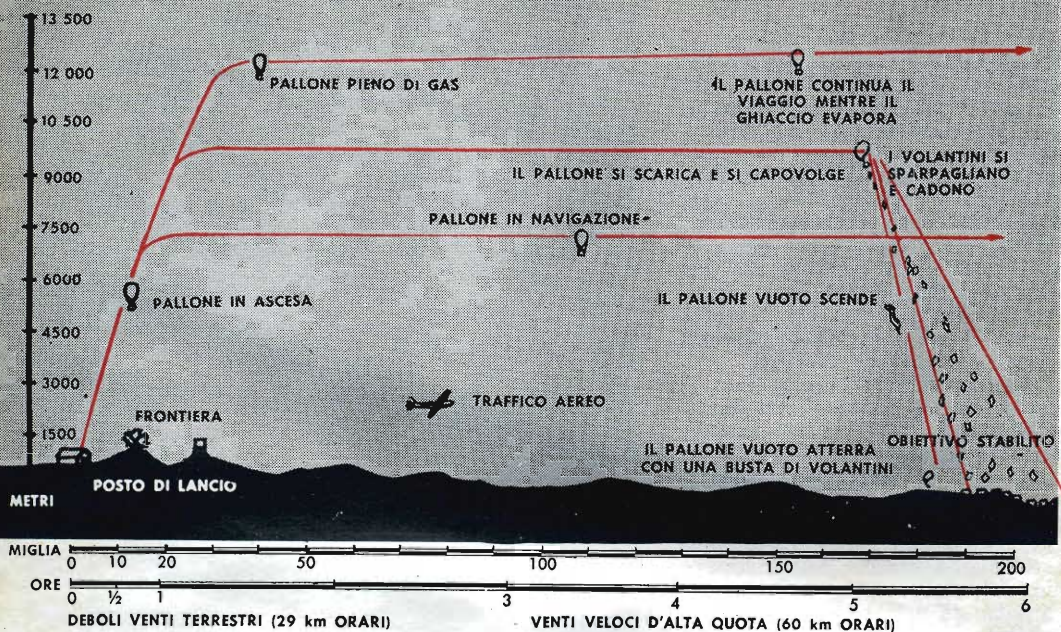 13 500
12 000
10 500
9000
7500
6000
4500
3000
1500
METRI
PALLONE PIENO DI GAS
IL PALLONE CONTINUA IL
VIAGGIO MENTRE IL
GHIACCIO EVAPORA
IL PALLONE SI SCARICA E SI CAPOVOLGE
I VOLANTINI SI
SPARPAGLIANO
E CADONO
PALLONE IN NAVIGAZIONE
PALLONE IN ASCESA
IL PALLONE VUOTO SCENDE
TRAFFICO AEREO
FRONTIERA
IL PALLONE VUOTO ATTERRA
CON UNA BUSTA DI VOLANTINI
OBIETTIVO STABILITO
POSTO DI LANCIO
MIGLIA
0 10 20 50 100 150 200
ORE
0 ½ 1 3 4 5 6
DEBOLI VENTI TERRESTRI (29 km ORARI)
VENTI VELOCI D'ALTA QUOTA (60 km ORARI)